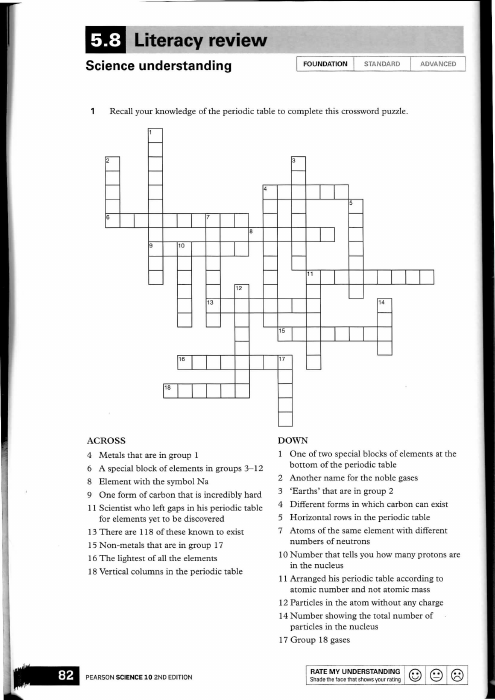 5.8 Literacy review
Science understanding
FOUNDATION STANDARD ADVANCED
1 Recall your knowledge of the periodic table to complete this crossword puzzle.
1
2 3
4
5
6 7
8
9 10
11
12
13 14
15
16 17
18
ACROSS
4 Metals that are in group 1
6 A special block of elements in groups 3–12
8 Element with the symbol Na
9 One form of carbon that is incredibly hard
11 Scientist who left gaps in his periodic table
for elements yet to be discovered
13 There are 118 of these known to exist
15 Non-metals that are in group 17
16 The lightest of all the elements
18 Vertical columns in the periodic table
DOWN
1 One of two special blocks of elements at the
bottom of the periodic table
2 Another name for the noble gases
3 ‘Earths’ that are in group 2
4 Different forms in which carbon can exist
5 Horizontal rows in the periodic table
7 Atoms of the same element with different
numbers of neutrons
10 Number that tells you how many protons are
in the nucleus
11 Arranged his periodic table according to
atomic number and not atomic mass
12 Particles in the atom without any charge
14 Number showing the total number of
particles in the nucleus
17 Group 18 gases
82 PEARSON SCIENCE 10 2ND EDITION
RATE MY UNDERSTANDING
Shade the face that shows your rating